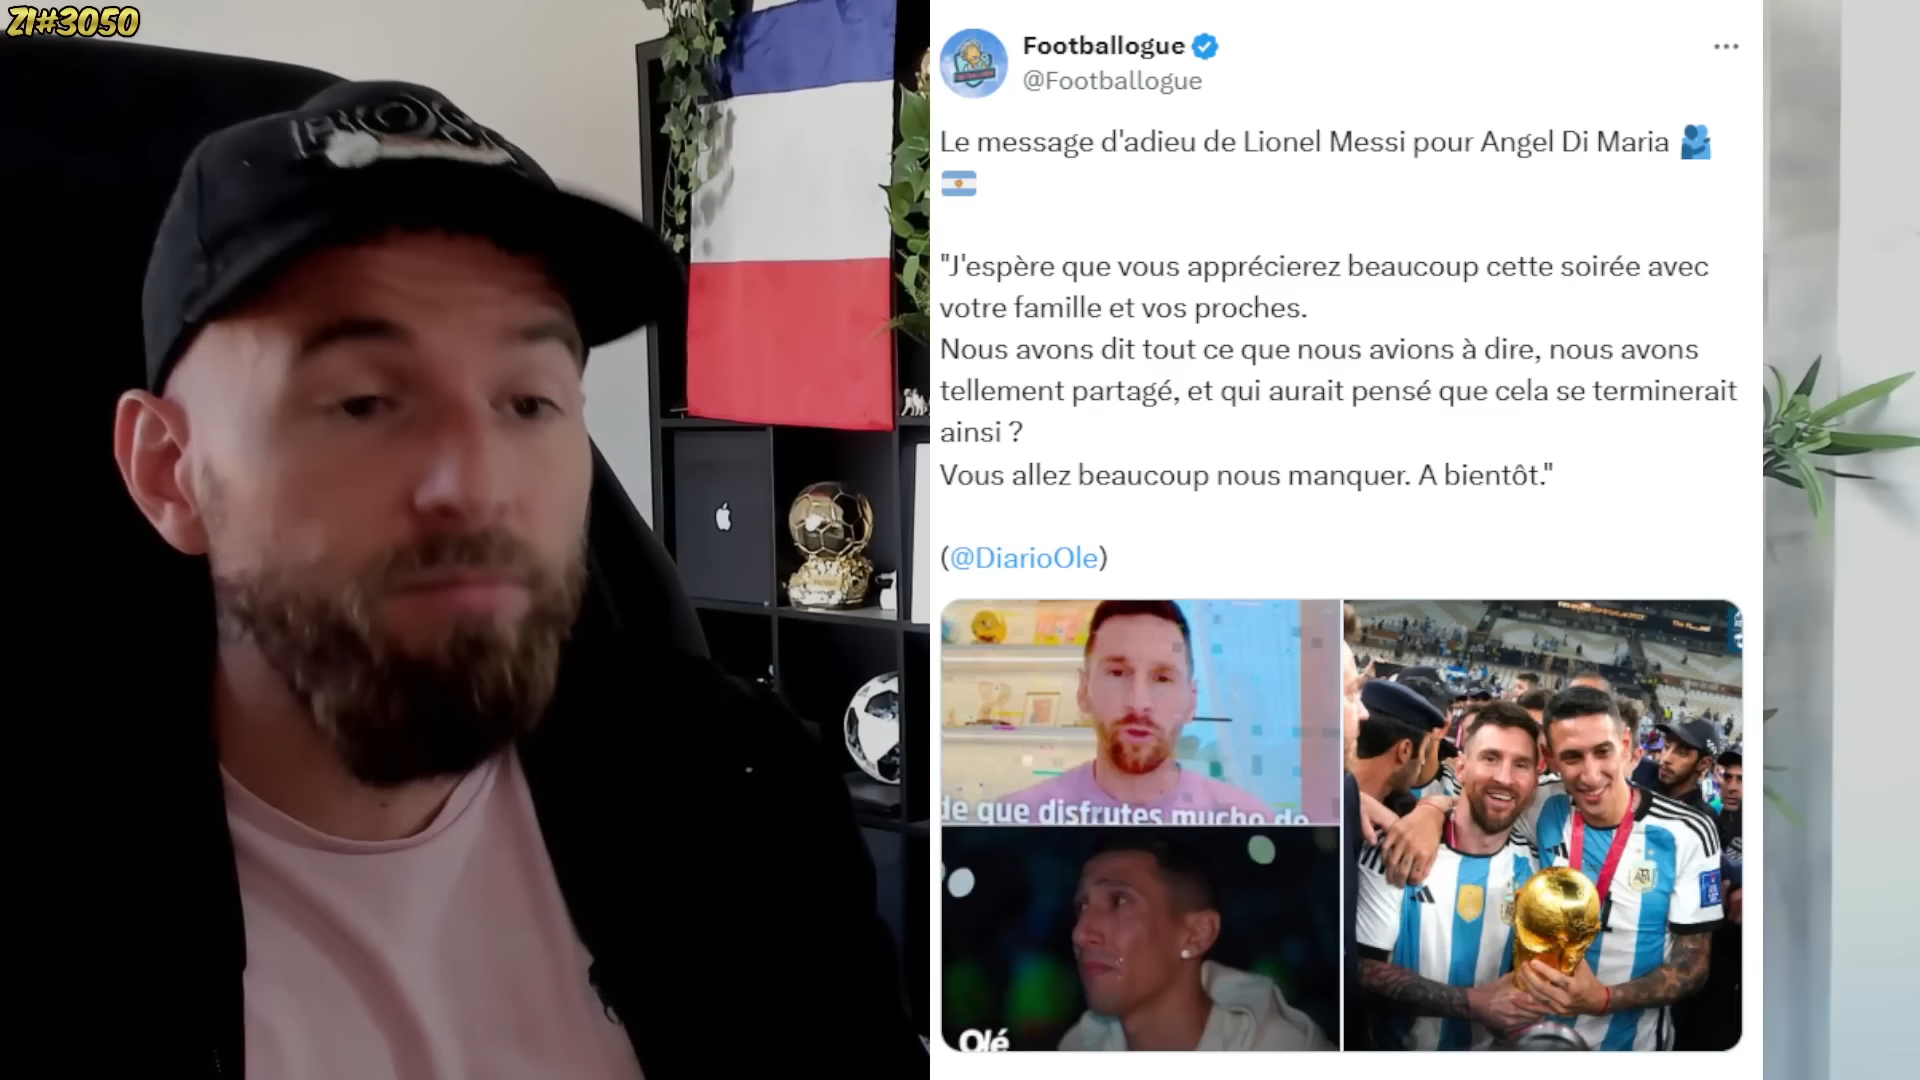 ZI#3050
Footballogue
@Footballogue
Le message d'adieu de Lionel Messi pour Angel Di Maria
"J'espère que vous apprécierez beaucoup cette soirée avec
votre famille et vos proches.
Nous avons dit tout ce que nous avions à dire, nous avons
tellement partagé, et qui aurait pensé que cela se terminerait
ainsi ?
Vous allez beaucoup nous manquer. A bientôt."
(@DiarioOle)
de que disfrutes mucho de
Olé